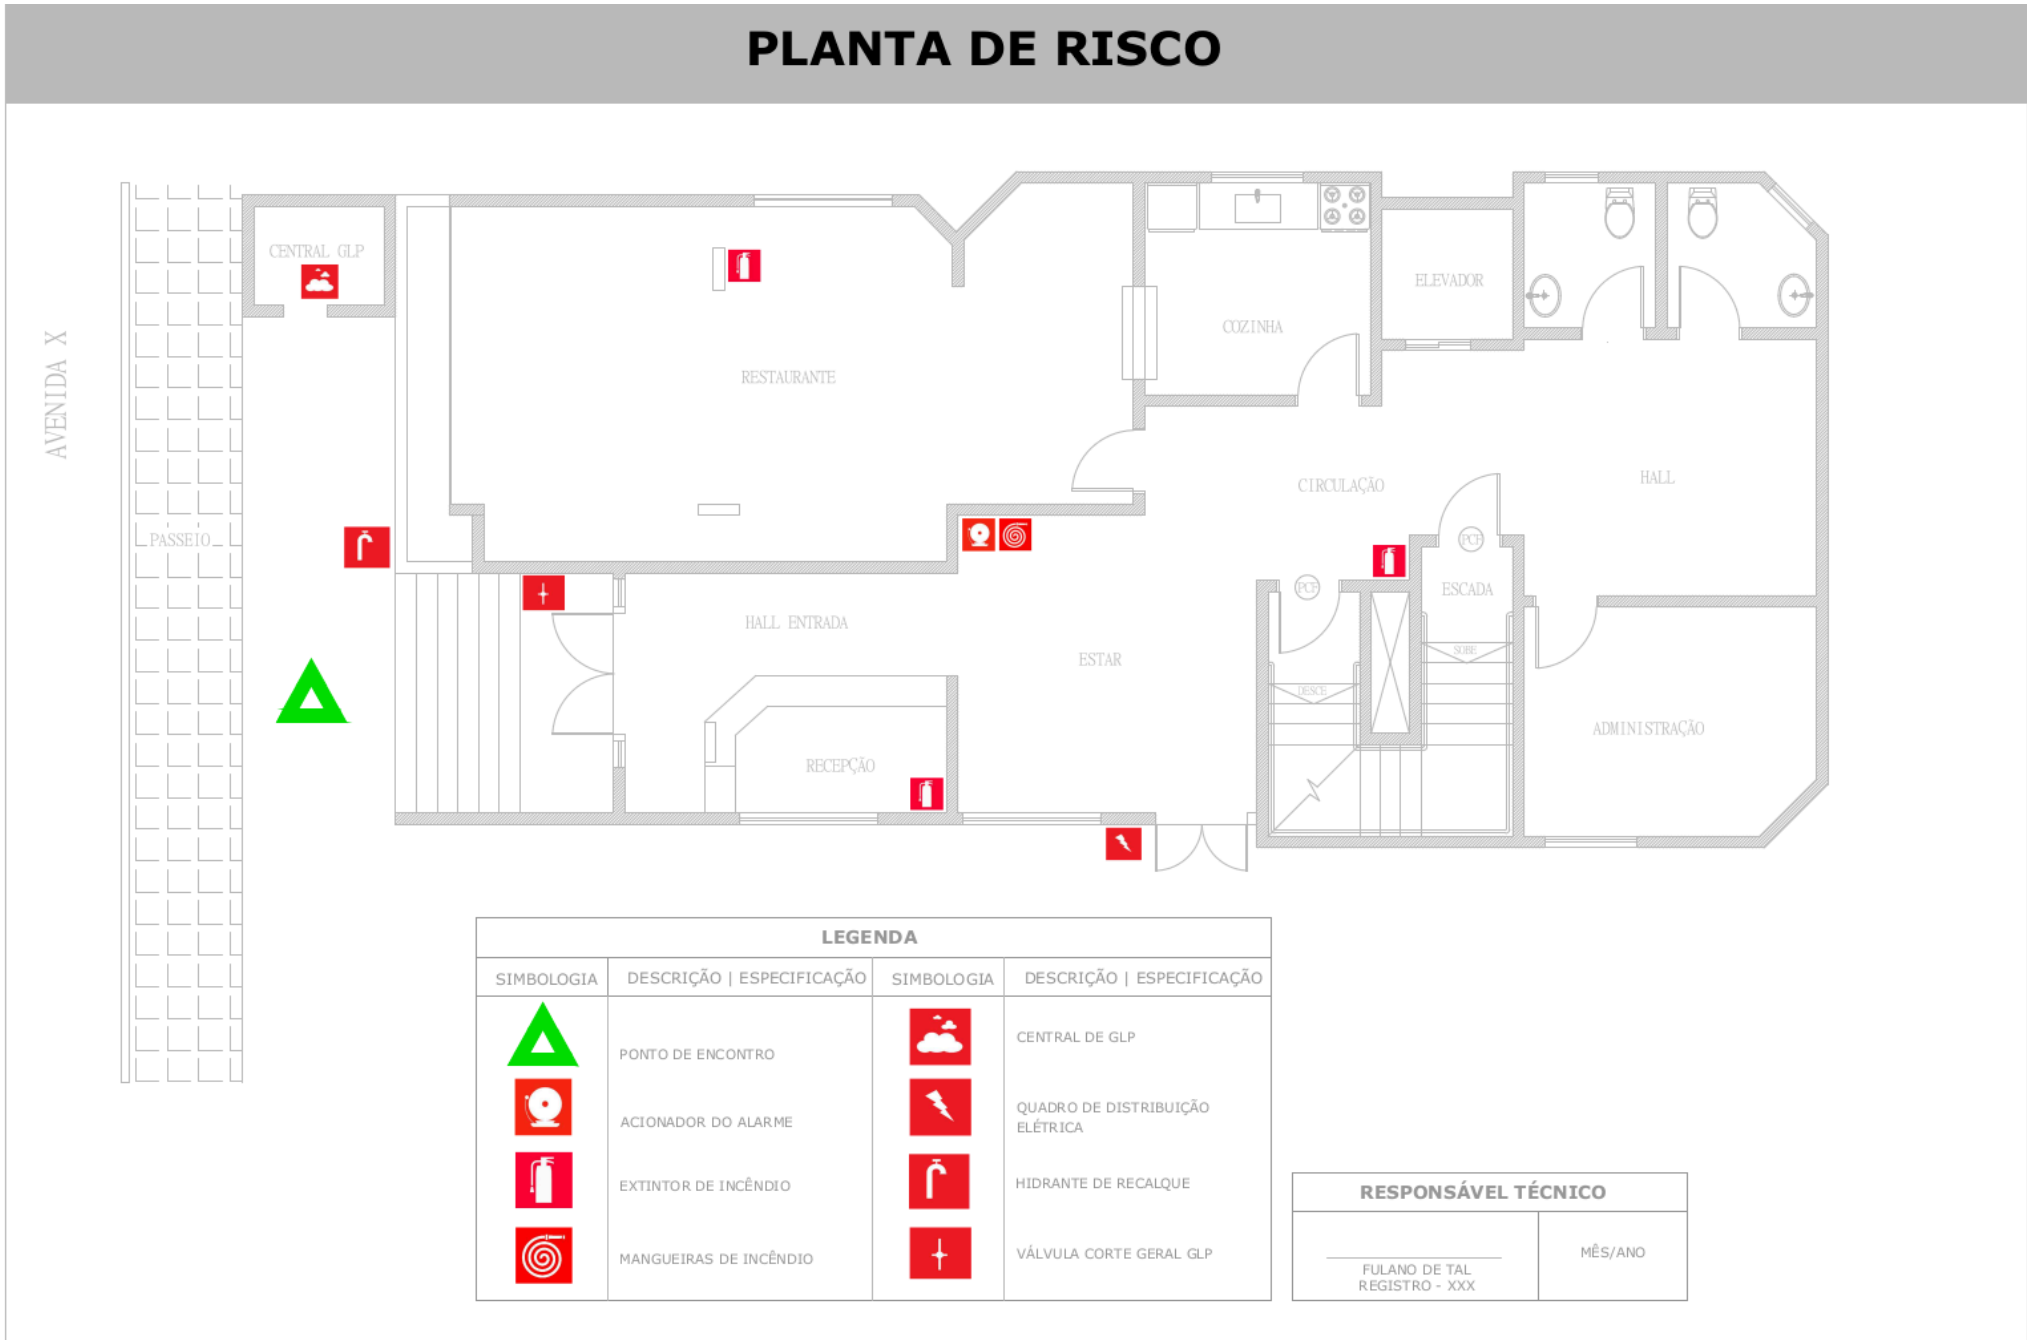 PLANTA DE RISCO
CENTRAL GLP
AVENIDA X
PASSEIO
RESTAURANTE
COZINHA
ELEVADOR
HALL
CIRCULAÇÃO
PCF
PCF
ESCADA
HALL ENTRADA
ESTAR
SOBE
DESCE
ADMINISTRAÇÃO
RECEPÇÃO
LEGENDA
SIMBOLOGIA
DESCRIÇÃO | ESPECIFICAÇÃO
SIMBOLOGIA
DESCRIÇÃO | ESPECIFICAÇÃO
PONTO DE ENCONTRO
CENTRAL DE GLP
ACIONADOR DO ALARME
QUADRO DE DISTRIBUIÇÃO
ELÉTRICA
EXTINTOR DE INCÊNDIO
HIDRANTE DE RECALQUE
MANGUEIRAS DE INCÊNDIO
VÁLVULA CORTE GERAL GLP
RESPONSÁVEL TÉCNICO
FULANO DE TAL
REGISTRO - XXX
MÊS/ANO